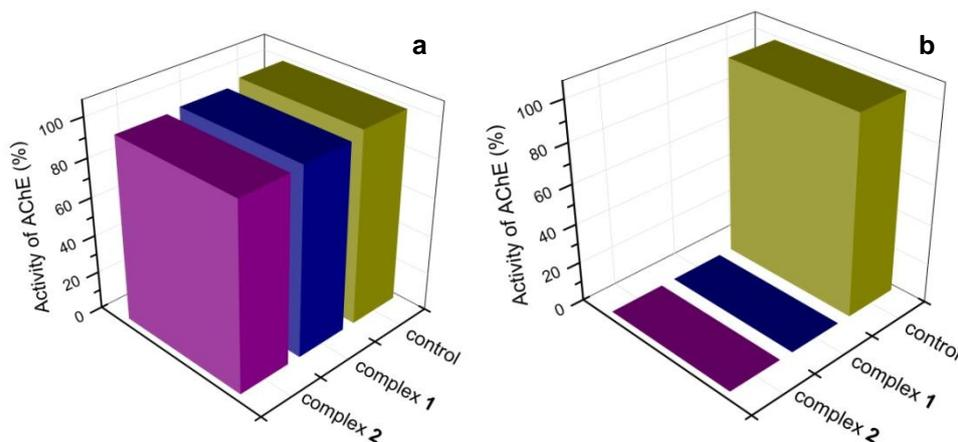 a
Activity of AChE (%)
100
80
60
40
20
0
control
complex 1
complex 2
b
Activity of AChE (%)
100
80
60
40
20
0
control
complex 1
complex 2